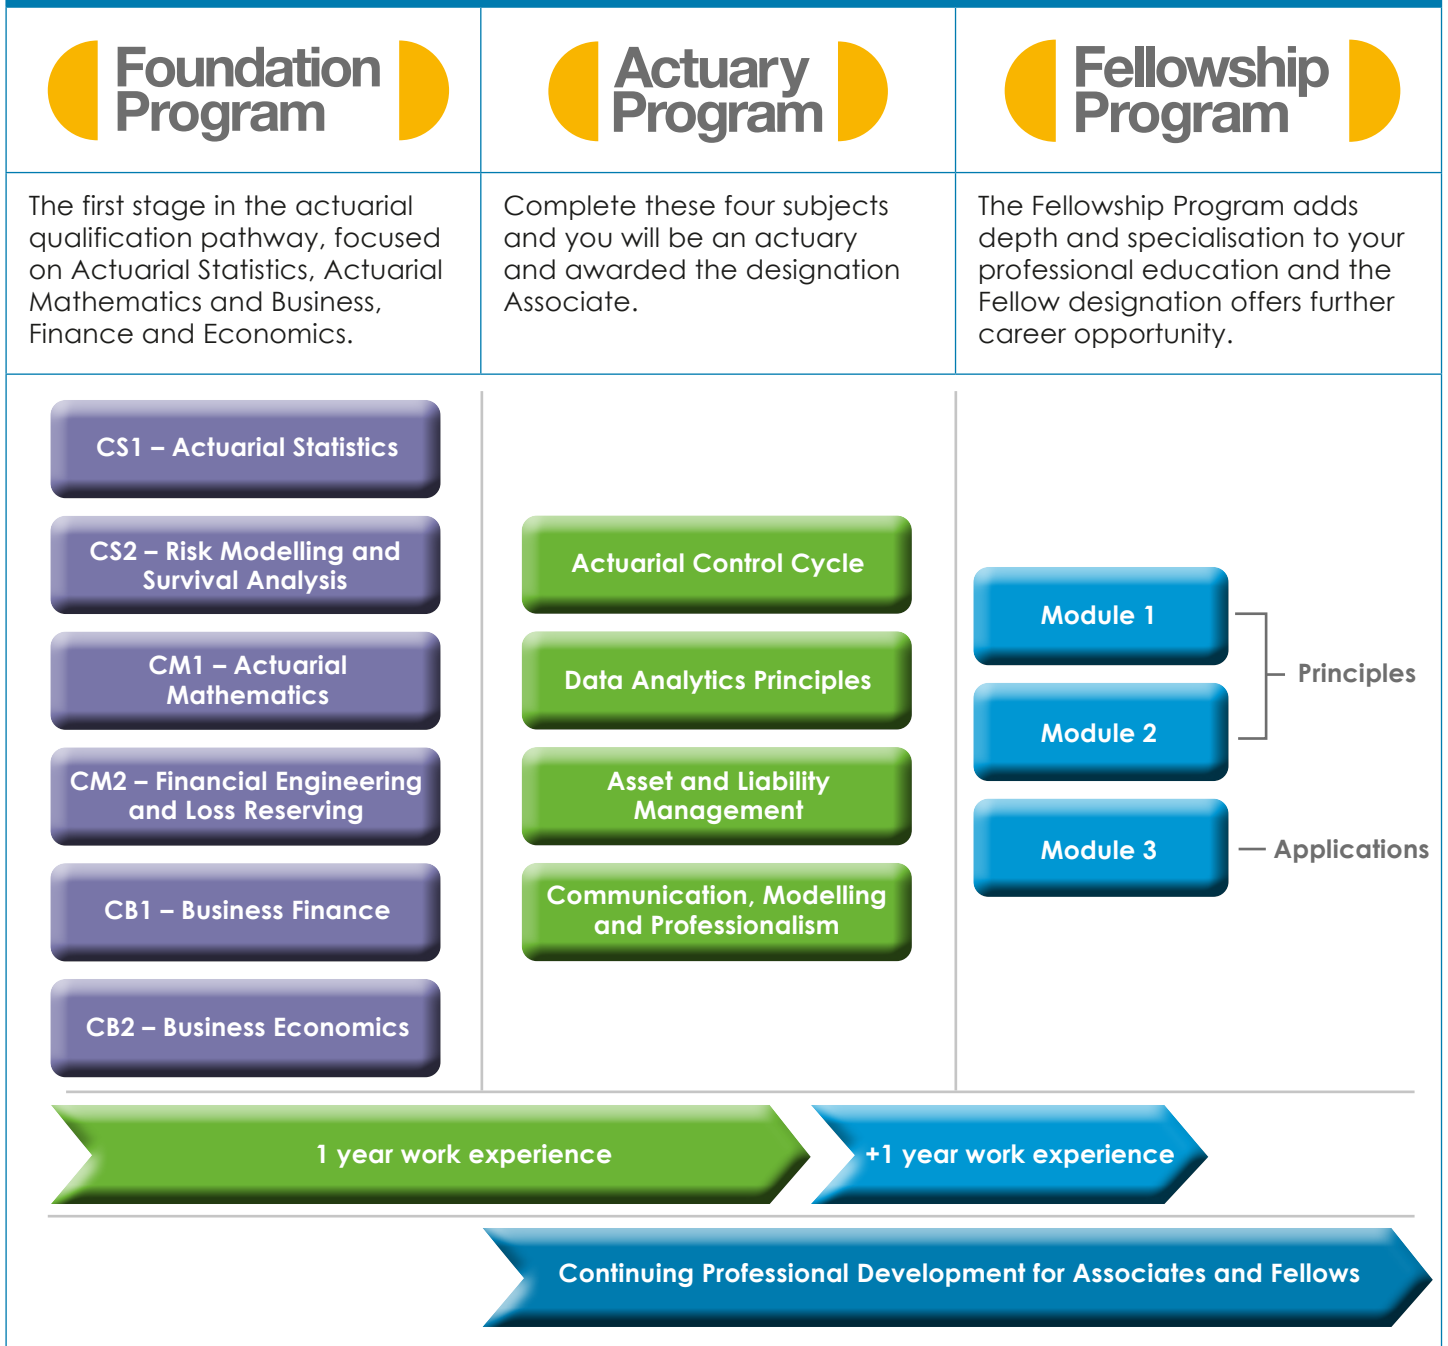 Foundation
Program
Actuary
Program
Fellowship
Program
The first stage in the actuarial
qualification pathway, focused
on Actuarial Statistics, Actuarial
Mathematics and Business,
Finance and Economics.
Complete these four subjects
and you will be an actuary
and awarded the designation
Associate.
The Fellowship Program adds
depth and specialisation to your
professional education and the
Fellow designation offers further
career opportunity.
CS1 – Actuarial Statistics
CS2 – Risk Modelling and
Survival Analysis
CM1 – Actuarial
Mathematics
CM2 – Financial Engineering
and Loss Reserving
CB1 – Business Finance
CB2 – Business Economics
Actuarial Control Cycle
Data Analytics Principles
Asset and Liability
Management
Communication, Modelling
and Professionalism
Module 1
Module 2
Principles
Module 3
Applications
1 year work experience
+1 year work experience
Continuing Professional Development for Associates and Fellows